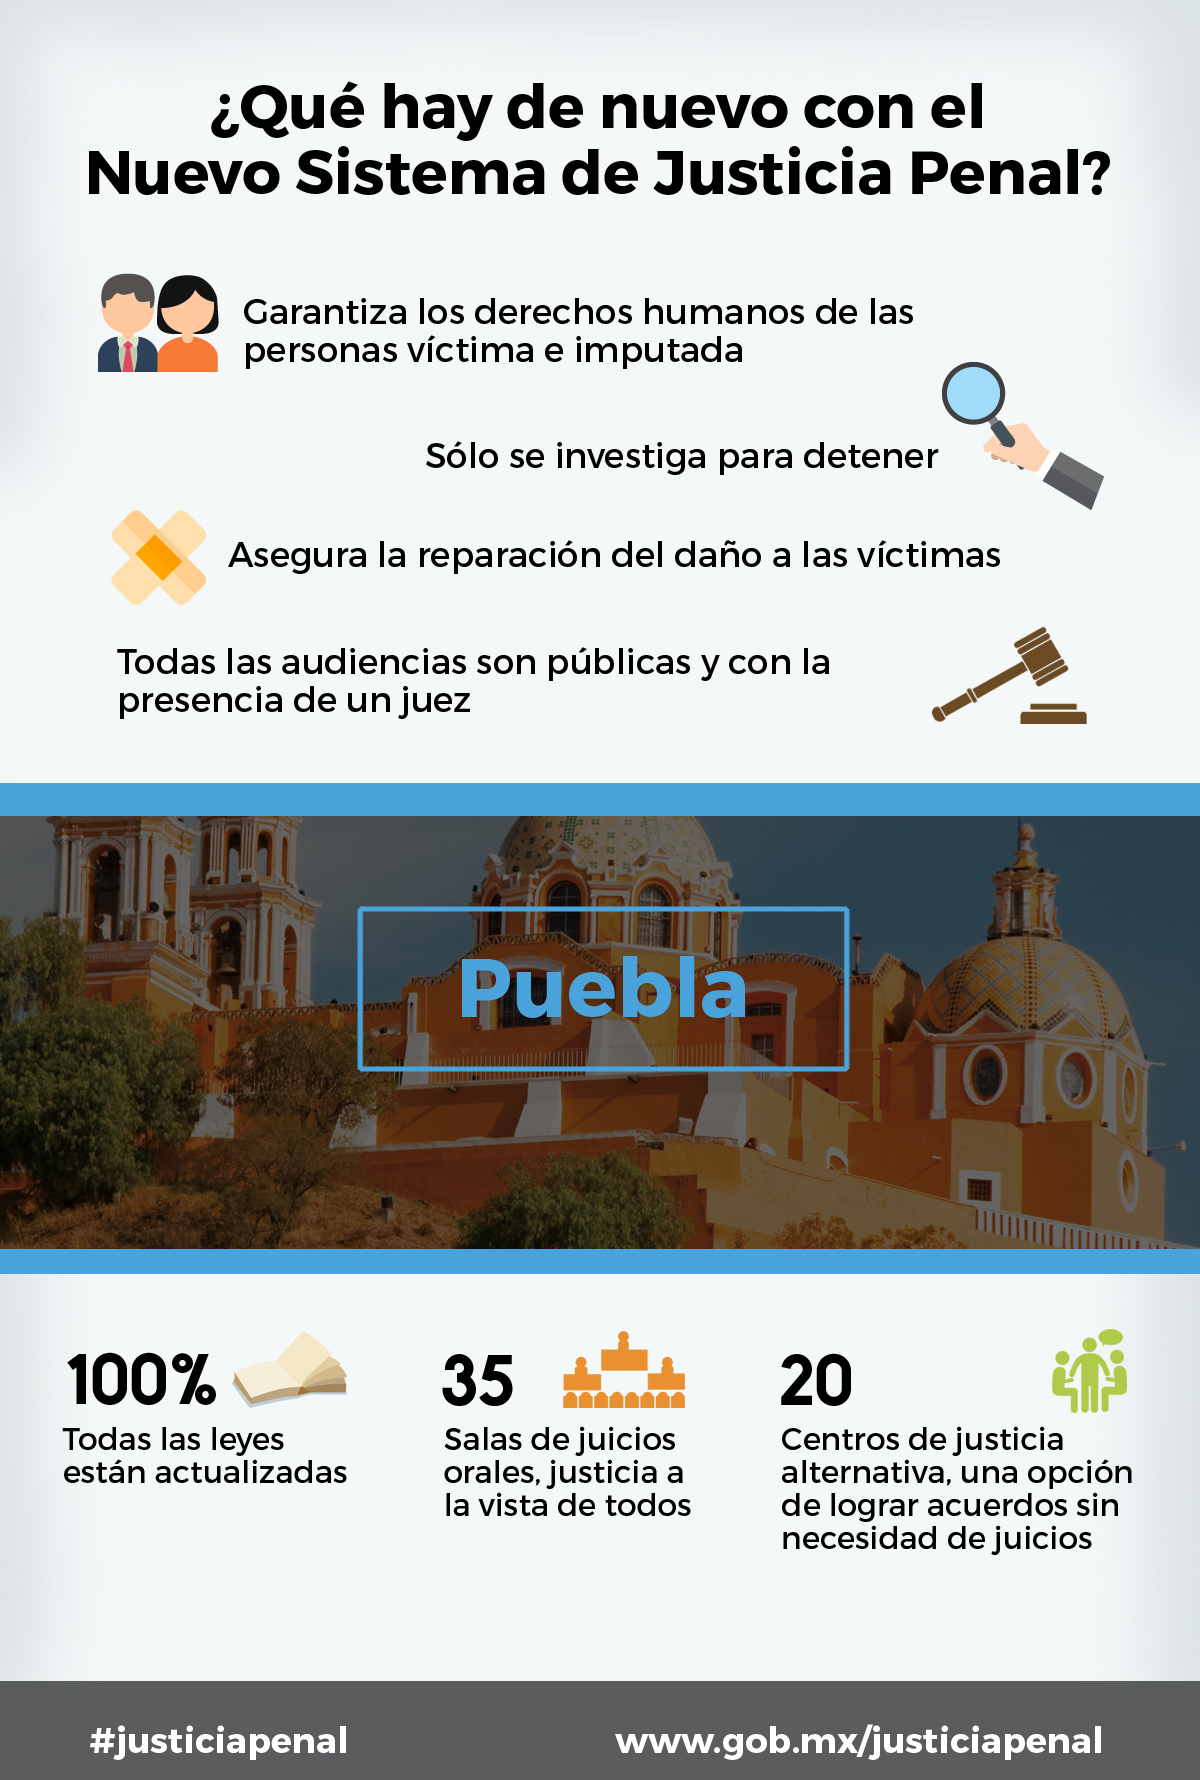 ¿Qué hay de nuevo con el
Nuevo Sistema de Justicia Penal?
Garantiza los derechos humanos de las
personas víctima e imputada
Sólo se investiga para detener
Asegura la reparación del daño a las víctimas
Todas las audiencias son públicas y con la
presencia de un juez
Puebla
100%
Todas las leyes
están actualizadas
35
Salas de juicios
orales, justicia a
la vista de todos
20
Centros de justicia
alternativa, una opción
de lograr acuerdos sin
necesidad de juicios
#justiciapenal
www.gob.mx/justiciapenal